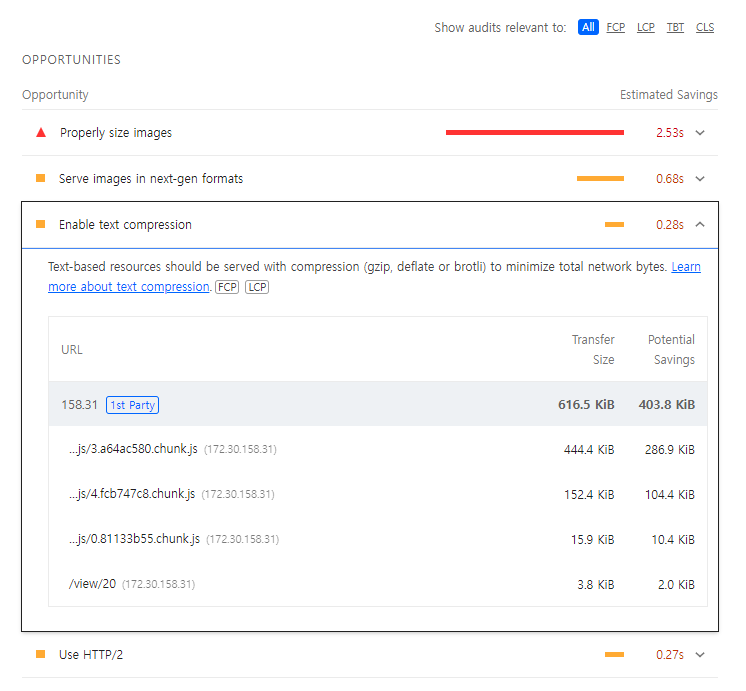 Show audits relevant to: All FCP LCP TBT CLS
OPPORTUNITIES
Opportunity Estimated Savings
Properly size images 2.53s
Serve images in next-gen formats 0.68s
Enable text compression 0.28s
Text-based resources should be served with compression (gzip, deflate or brotli) to minimize total network bytes. Learn
more about text compression. FCP LCP
URL Transfer Size Potential Savings
158.31 1st Party 616.5 KiB 403.8 KiB
...js/3.a64ac580.chunk.js (172.30.158.31) 444.4 KiB 286.9 KiB
...js/4.fcb747c8.chunk.js (172.30.158.31) 152.4 KiB 104.4 KiB
...js/0.81133b55.chunk.js (172.30.158.31) 15.9 KiB 10.4 KiB
/view/20 (172.30.158.31) 3.8 KiB 2.0 KiB
Use HTTP/2 0.27s